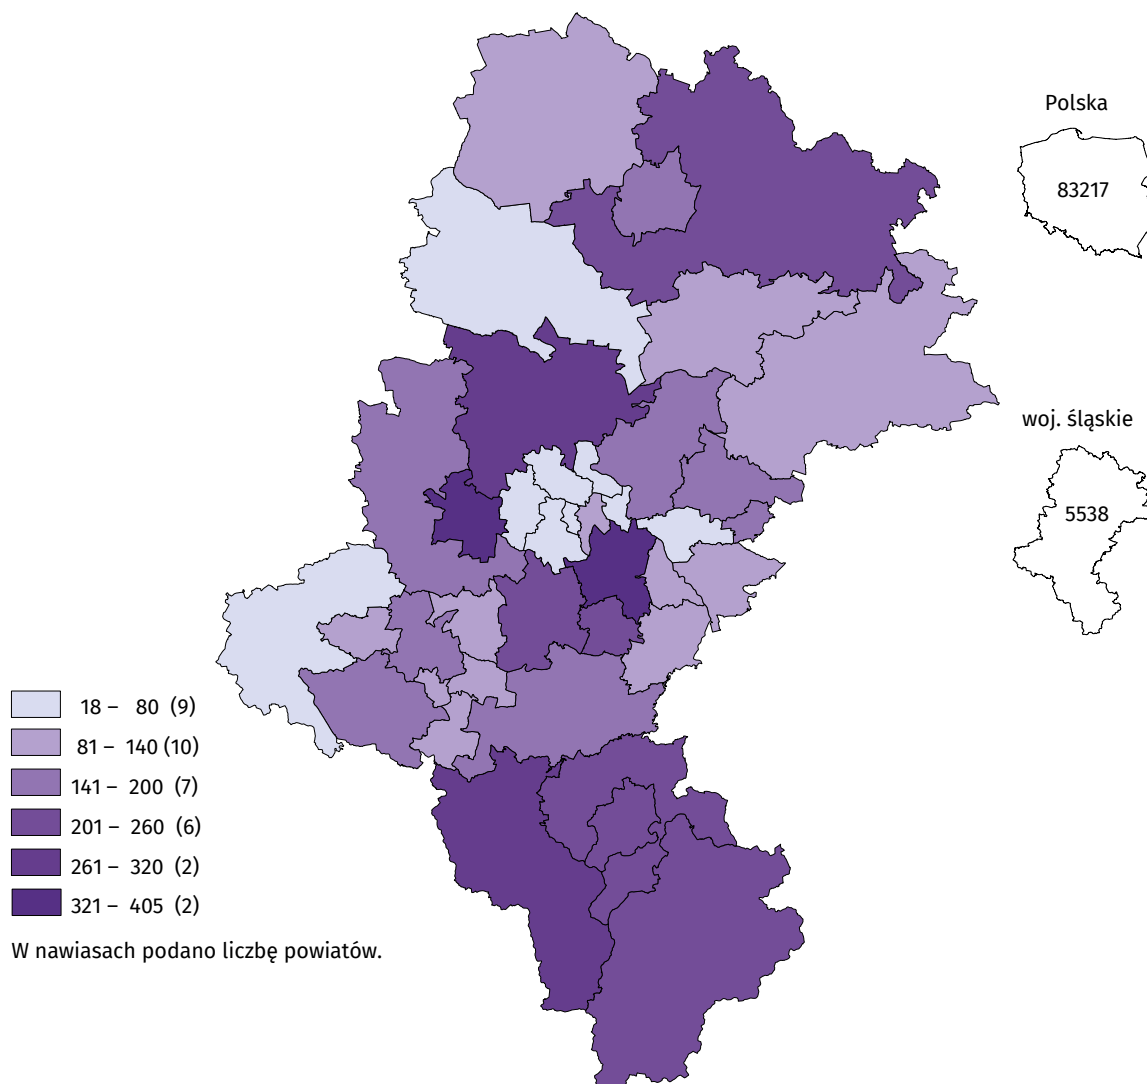 Polska
83217
woj. śląskie
5538
18 – 80 (9)
81 – 140 (10)
141 – 200 (7)
201 – 260 (6)
261 – 320 (2)
321 – 405 (2)
W nawiasach podano liczbę powiatów.